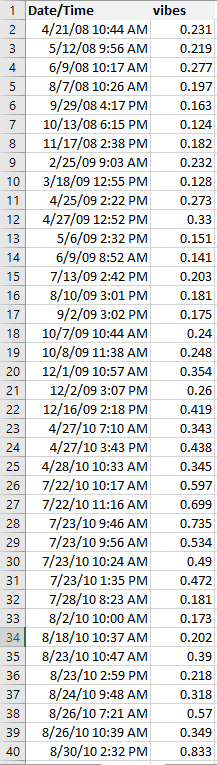 1 Date/Time vibes
2 4/21/08 10:44 AM 0.231
3 5/12/08 9:56 AM 0.219
4 6/9/08 10:17 AM 0.277
5 8/7/08 10:26 AM 0.197
6 9/29/08 4:17 PM 0.163
7 10/13/08 6:15 PM 0.124
8 11/17/08 2:38 PM 0.182
9 2/25/09 9:03 AM 0.232
10 3/18/09 12:55 PM 0.128
11 4/25/09 2:22 PM 0.273
12 4/27/09 12:52 PM 0.33
13 5/6/09 2:32 PM 0.151
14 6/9/09 8:52 AM 0.141
15 7/13/09 2:42 PM 0.203
16 8/10/09 3:01 PM 0.181
17 9/2/09 3:02 PM 0.175
18 10/7/09 10:44 AM 0.24
19 10/8/09 11:38 AM 0.248
20 12/1/09 10:57 AM 0.354
21 12/2/09 3:07 PM 0.26
22 12/16/09 2:18 PM 0.419
23 4/27/10 7:10 AM 0.343
24 4/27/10 3:43 PM 0.438
25 4/28/10 10:33 AM 0.345
26 7/22/10 10:17 AM 0.597
27 7/22/10 11:16 AM 0.699
28 7/23/10 9:46 AM 0.735
29 7/23/10 9:56 AM 0.534
30 7/23/10 10:24 AM 0.49
31 7/23/10 1:35 PM 0.472
32 7/28/10 8:23 AM 0.181
33 8/2/10 10:00 AM 0.173
34 8/18/10 10:37 AM 0.202
35 8/23/10 10:47 AM 0.39
36 8/23/10 2:59 PM 0.218
37 8/24/10 9:48 AM 0.318
38 8/26/10 7:21 AM 0.57
39 8/26/10 10:39 AM 0.349
40 8/30/10 2:32 PM 0.833